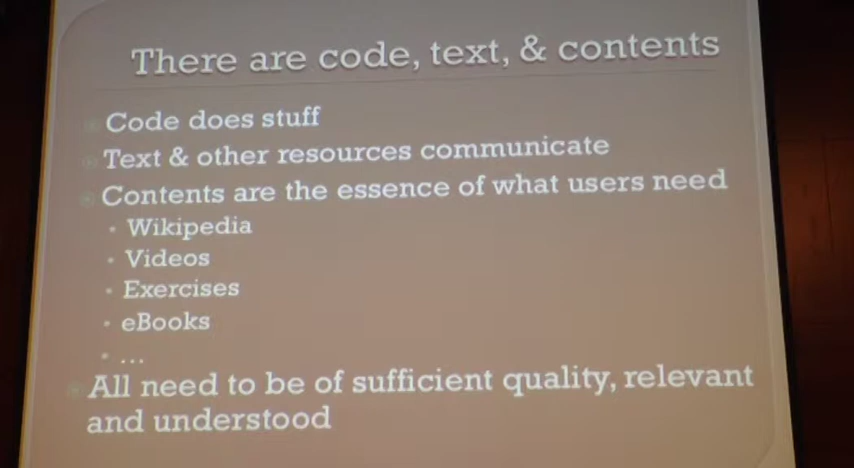 There are code, text, & contents
Code does stuff
Text & other resources communicate
Contents are the essence of what users need
Wikipedia
Videos
Exercises
eBooks
...
All need to be of sufficient quality, relevant
and understood